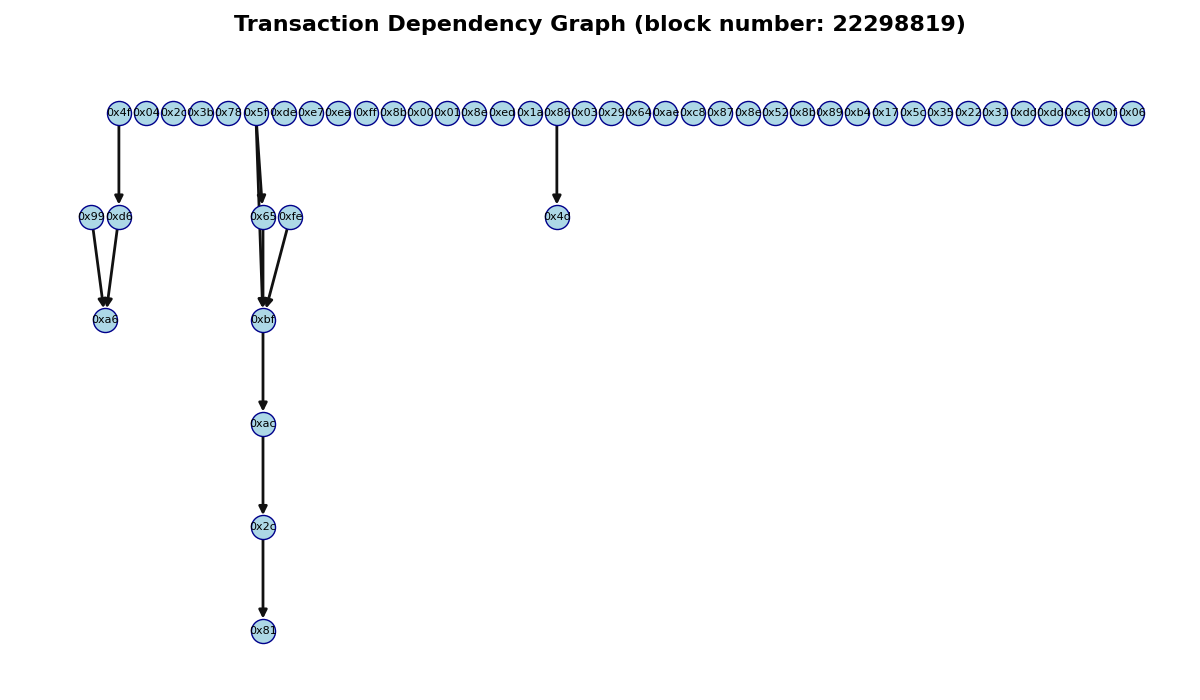 Transaction Dependency Graph (block number: 22298819)
0x4f 0x04 0x2c 0x3b 0x78 0x5f 0xde 0xe7 0xea 0xff 0x8b 0x00 0x01 0x8e 0xed 0x1a 0x86 0x03 0x29 0x64 0xae 0xc8 0x87 0x8e 0x52 0x8b 0x89 0xb4 0x17 0x5c 0x35 0x22 0x31 0xdd 0xdd 0xc8 0x0f 0x06
0x99 0xd6 0x65 0xfe 0x4d
0xa6 0xbf
0xac
0x2c
0x81